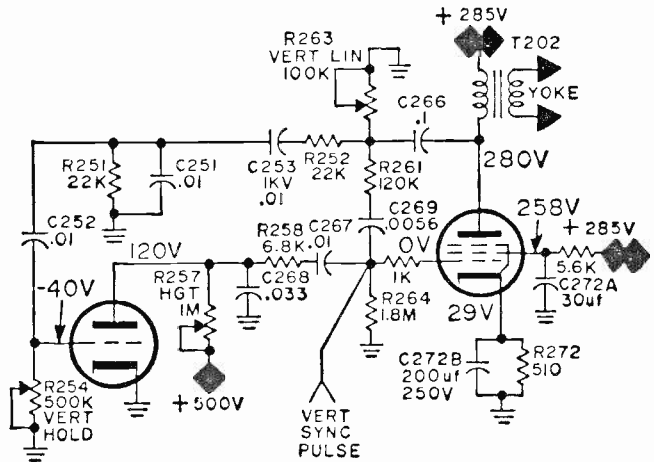 + 285V
T202
YOKE
R263
VERT LIN
100K
C266
.1
280V
R251
22K
C251
.01
C253
1KV
.01
R252
22K
R261
120K
C269
.0056
C252
.01
-40V
120V
R258
6.8K
C267
.01
0V
1K
258V
+ 285V
5.6K
C272A
30uf
R257
HGT
1M
C268
.033
R264
1.8M
29V
R254
500K
VERT
HOLD
+ 500V
VERT
SYNC
PULSE
C272B
200uf
250V
R272
510